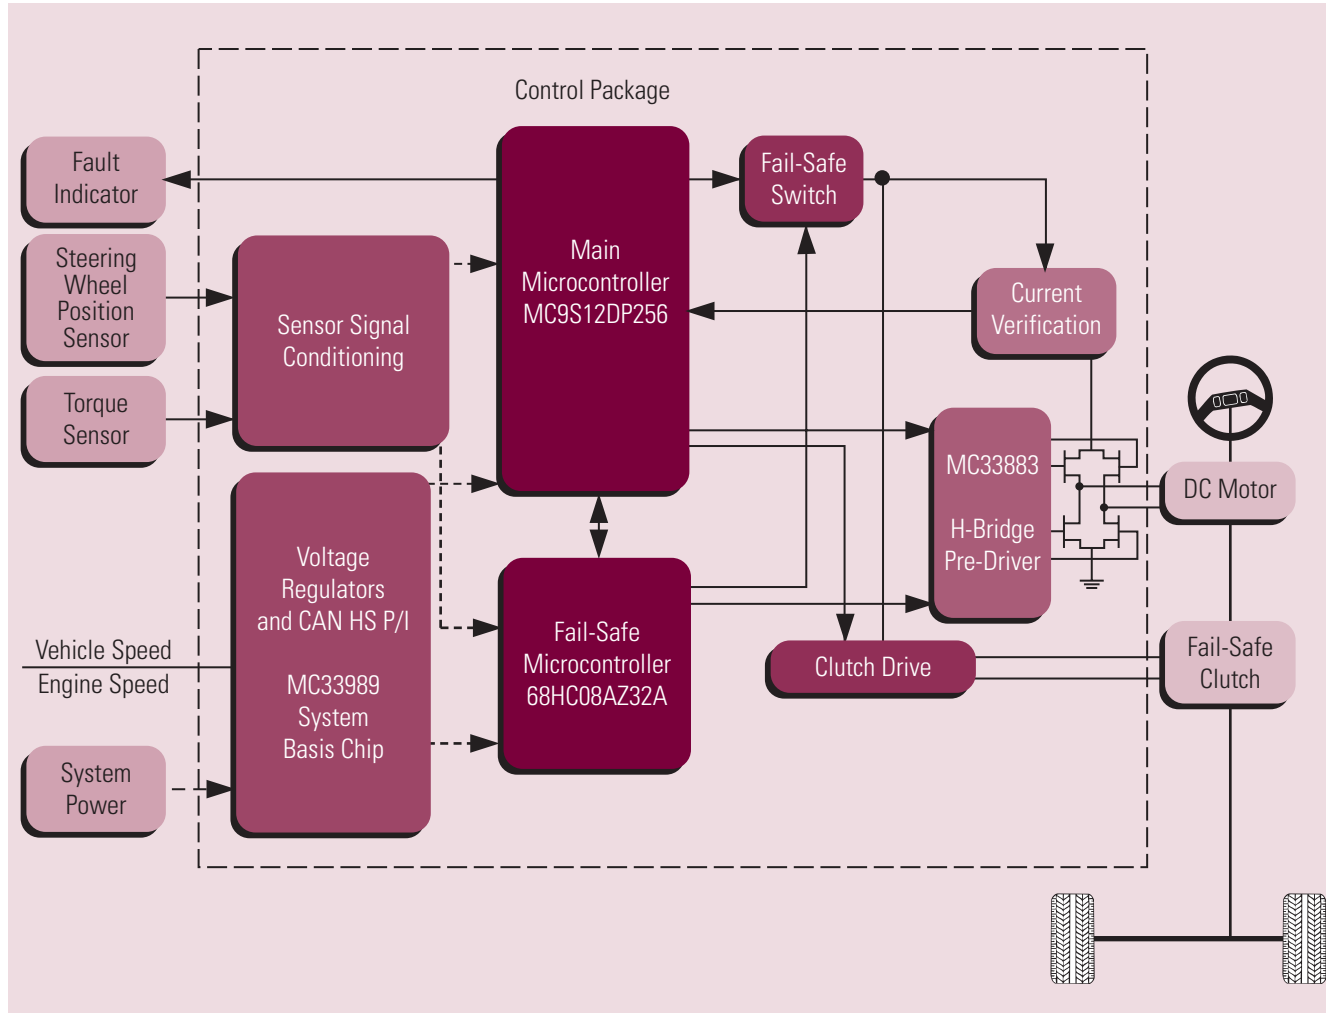 Control Package
Fault
Indicator
Steering
Wheel
Position
Sensor
Torque
Sensor
Sensor Signal
Conditioning
Main
Microcontroller
MC9S12DP256
Fail-Safe
Switch
Current
Verification
MC33883
H-Bridge
Pre-Driver
DC Motor
Voltage
Regulators
and CAN HS P/I
MC33989
System
Basis Chip
Vehicle Speed
Engine Speed
System
Power
Fail-Safe
Microcontroller
68HC08AZ32A
Clutch Drive
Fail-Safe
Clutch